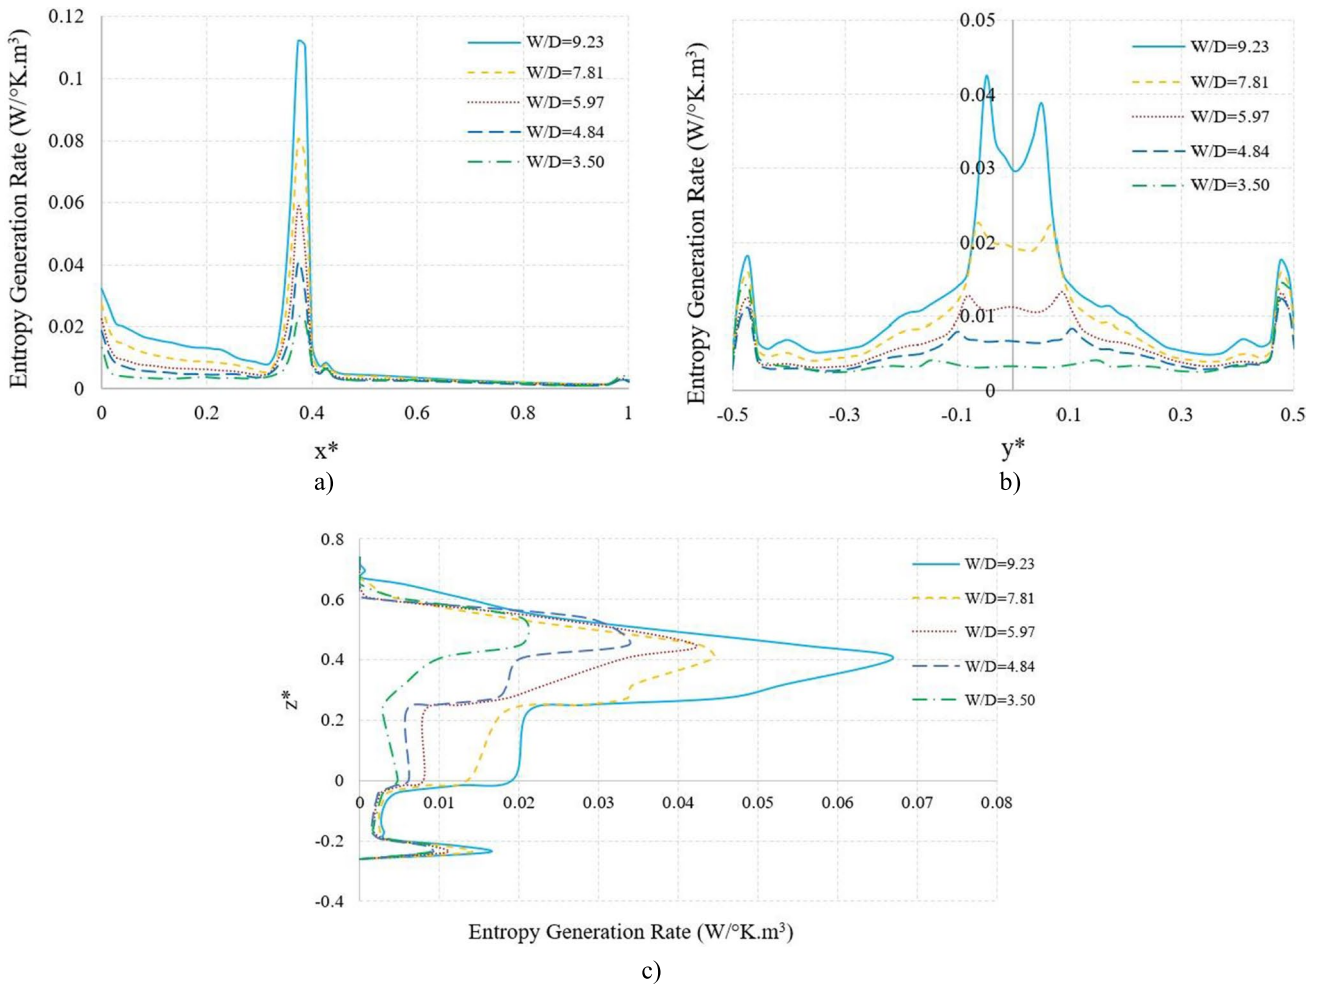 Entropy Generation Rate (W/°K.m³)
0.12
0.1
0.08
0.06
0.04
0.02
0
W/D=9.23
W/D=7.81
W/D=5.97
W/D=4.84
W/D=3.50
0 0.2 0.4 0.6 0.8 1
x*
a)
Entropy Generation Rate (W/°K.m³)
0.05
0.04
0.03
0.02
0.01
0
W/D=9.23
W/D=7.81
W/D=5.97
W/D=4.84
W/D=3.50
-0.5 -0.3 -0.1 0.1 0.3 0.5
y*
b)
z*
0.8
0.6
0.4
0.2
0
-0.2
-0.4
W/D=9.23
W/D=7.81
W/D=5.97
W/D=4.84
W/D=3.50
0 0.01 0.02 0.03 0.04 0.05 0.06 0.07 0.08
Entropy Generation Rate (W/°K.m³)
c)